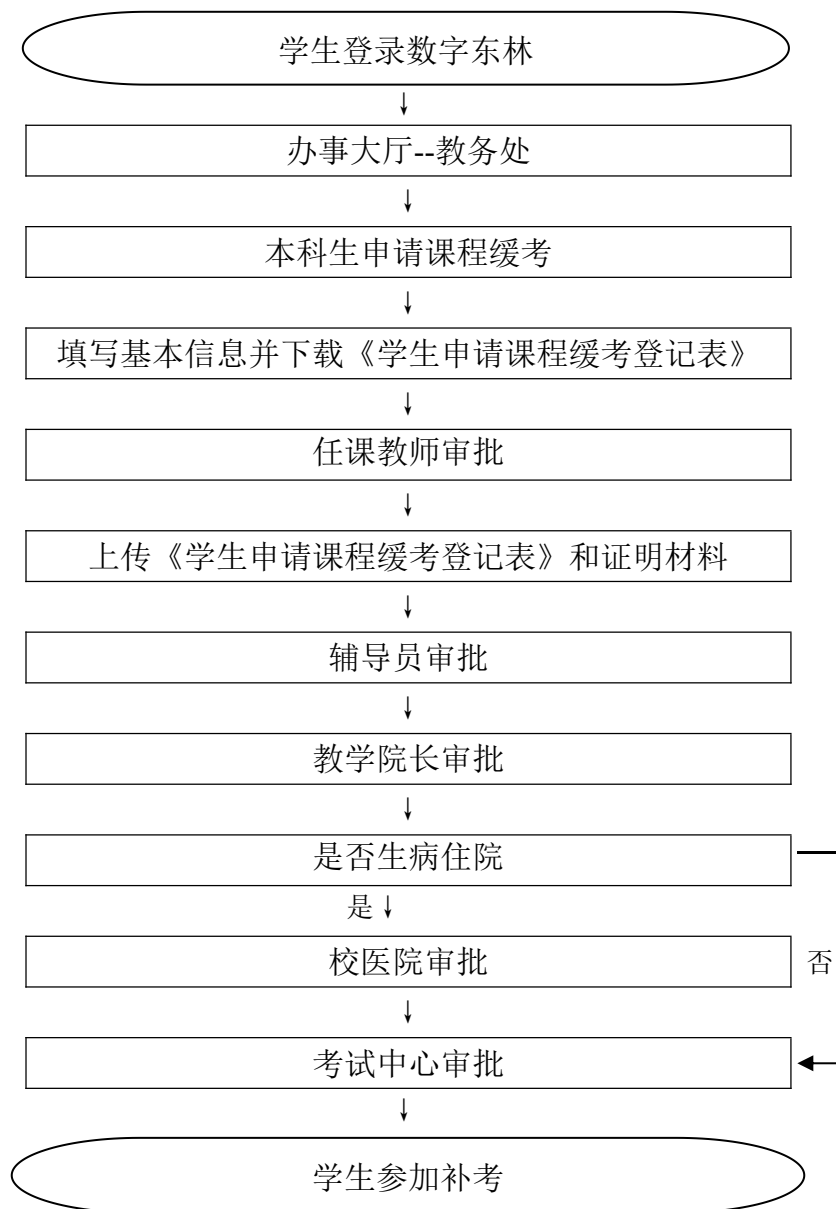 学生登录数字东林
↓
办事大厅--教务处
↓
本科生申请课程缓考
↓
填写基本信息并下载《学生申请课程缓考登记表》
↓
任课教师审批
↓
上传《学生申请课程缓考登记表》和证明材料
↓
辅导员审批
↓
教学院长审批
↓
是否生病住院
是↓
校医院审批
否
↓
考试中心审批
↓
学生参加补考